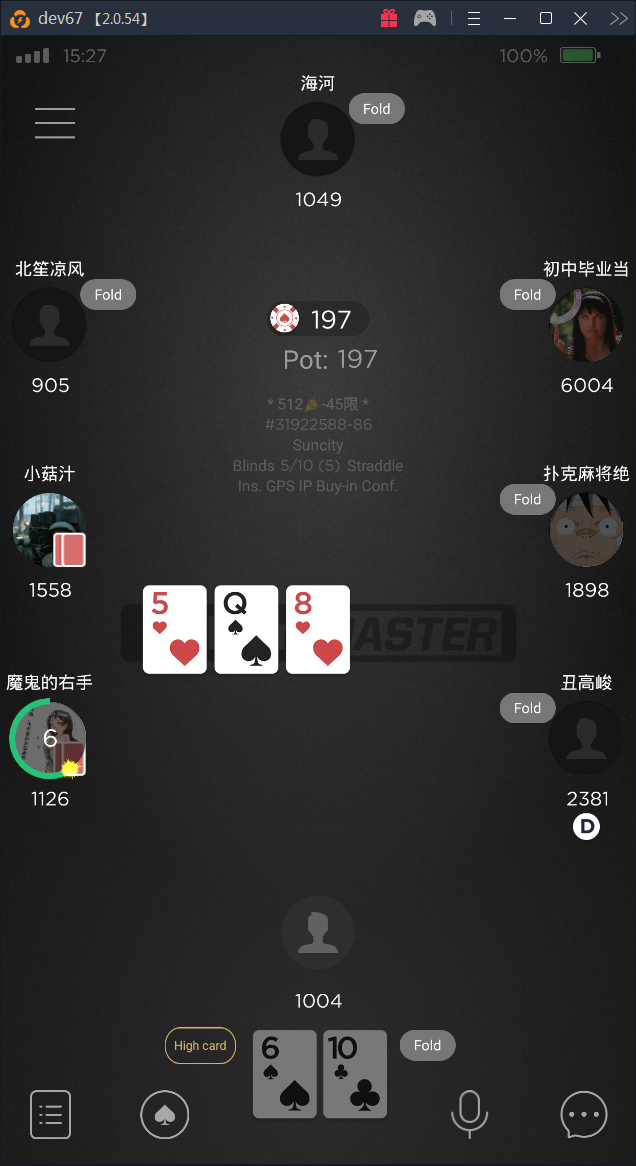 dev67 【2.0.54】
15:27
100%
海河
Fold
1049
北笙凉风
Fold
905
初中毕业当
Fold
6004
197
Pot: 197
* 512 -45限 *
#31922588-86
Suncity
Blinds 5/10 (5) Straddle
Ins. GPS IP Buy-in Conf.
小菇汁
1558
扑克麻将绝
Fold
1898
5
Q
8
MASTER
魔鬼的右手
6
1126
丑高峻
Fold
2381
D
1004
High card
6
10
Fold